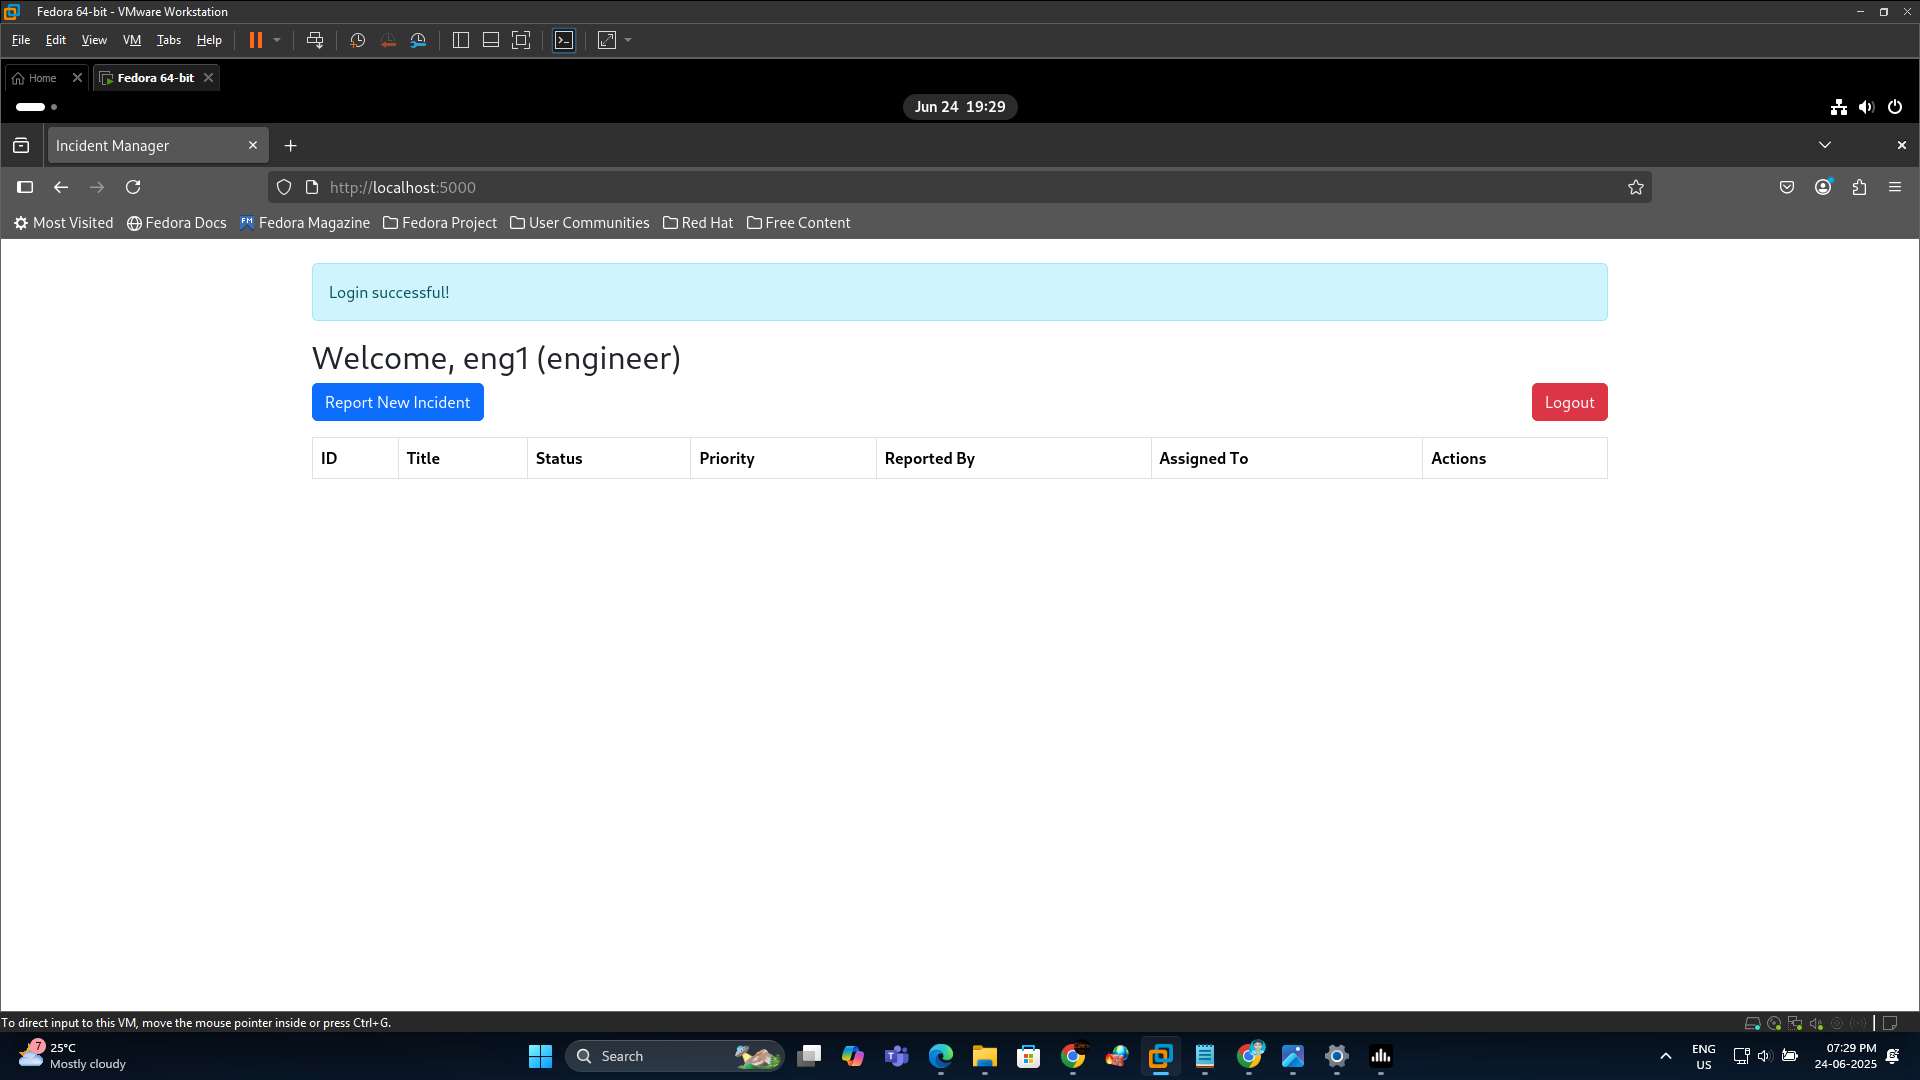 Fedora 64-bit - VMware Workstation
File Edit View VM Tabs Help
Home Fedora 64-bit
Jun 24 19:29
Incident Manager
http://localhost:5000
Most Visited Fedora Docs Fedora Magazine Fedora Project User Communities Red Hat Free Content
Login successful!
Welcome, eng1 (engineer)
Report New Incident Logout
ID Title Status Priority Reported By Assigned To Actions
To direct input to this VM, move the mouse pointer inside or press Ctrl+G.
7 25°C
Mostly cloudy
Search
ENG
US
07:29 PM
24-06-2025